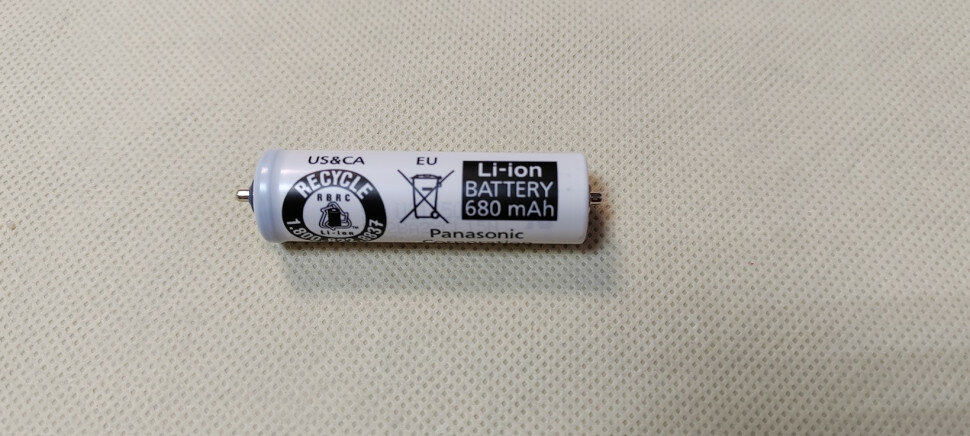 US&CA
RECYCLE
RBRC
Li-ion
EU
Li-ion
BATTERY
680 mAh
Panasonic